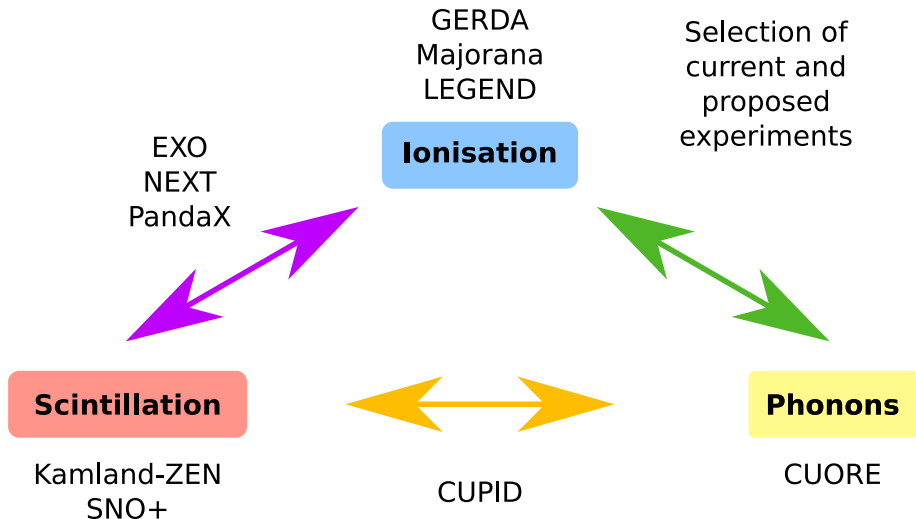 GERDA
Majorana
LEGEND
Ionisation
Selection of
current and
proposed
experiments
EXO
NEXT
PandaX
Scintillation
Kamland-ZEN
SNO+
CUPID
Phonons
CUORE